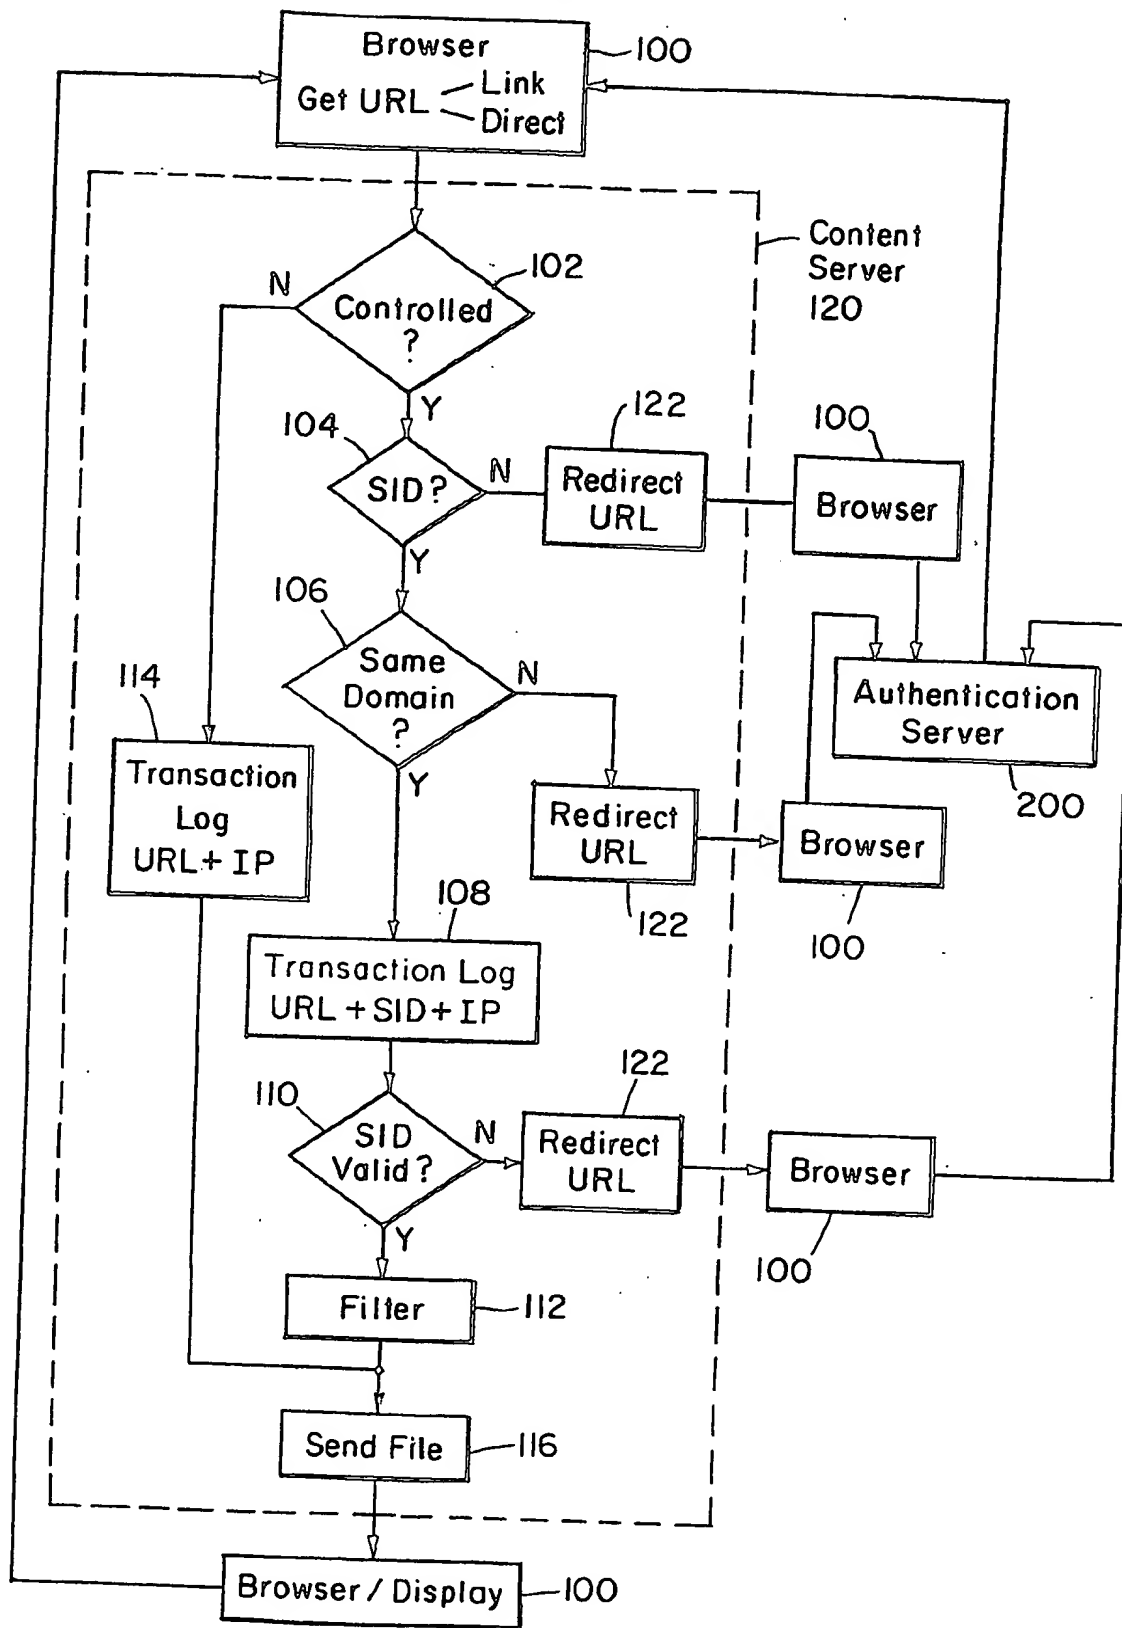 Browser
100
Get URL
Link
Direct
Content
Server
120
N
102
Controlled
?
Y
104
SID?
N
122
Redirect
URL
100
Browser
Y
106
Same
Domain
?
N
114
Transaction
Log
URL+ IP
Y
Redirect
URL
122
Browser
100
Authentication
Server
200
108
Transaction Log
URL + SID + IP
110
SID
Valid?
N
122
Redirect
URL
Browser
100
Y
Filter
112
Send File
116
Browser / Display
100